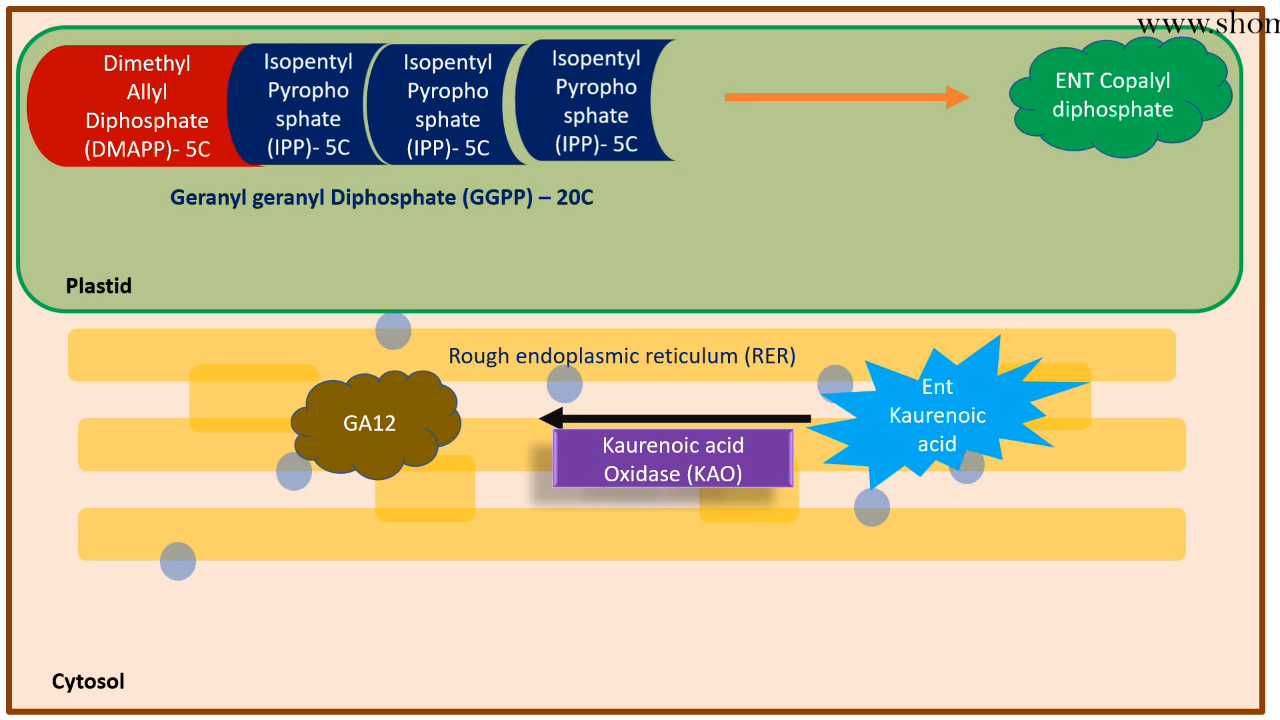 www.shom
Dimethyl
Allyl
Diphosphate
(DMAPP)- 5C
Isopentyl
Pyropho
sphate
(IPP)- 5C
Isopentyl
Pyropho
sphate
(IPP)- 5C
Isopentyl
Pyropho
sphate
(IPP)- 5C
ENT Copalyl
diphosphate
Geranyl geranyl Diphosphate (GGPP) – 20C
Plastid
Rough endoplasmic reticulum (RER)
GA12
Kaurenoic acid
Oxidase (KAO)
Ent
Kaurenoic
acid
Cytosol